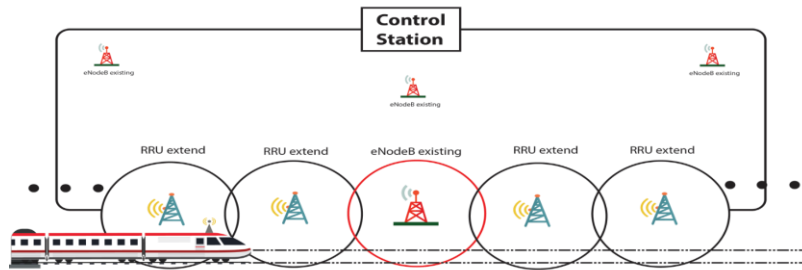 Control
Station
eNodeB existing
eNodeB existing
eNodeB existing
RRU extend
RRU extend
eNodeB existing
RRU extend
RRU extend